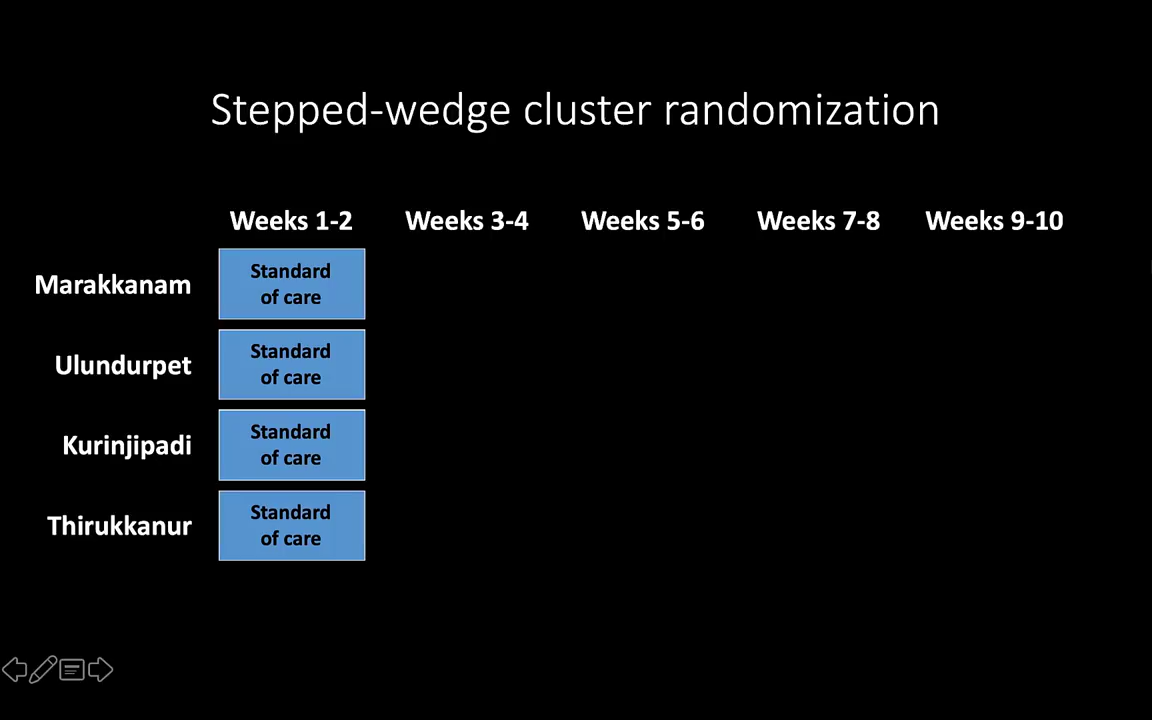 Stepped-wedge cluster randomization
Weeks 1-2 Weeks 3-4 Weeks 5-6 Weeks 7-8 Weeks 9-10
Marakkanam
Standard
of care
Ulundurpet
Standard
of care
Kurinjipadi
Standard
of care
Thirukkanur
Standard
of care